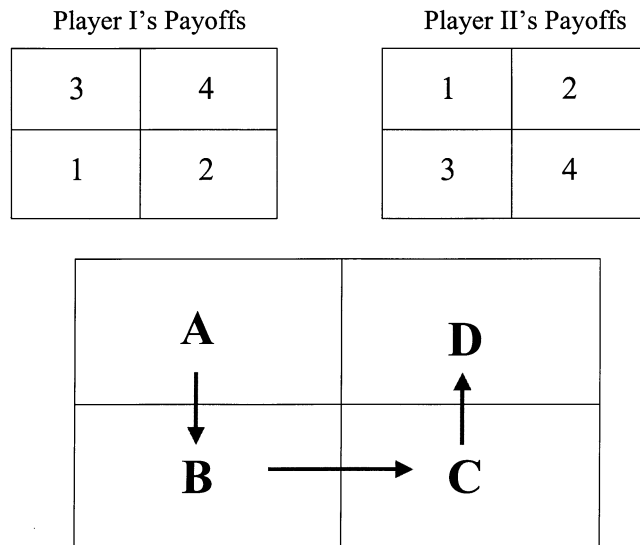 Player I’s Payoffs Player II’s Payoffs
3 4 1 2
1 2 3 4
A D
B C